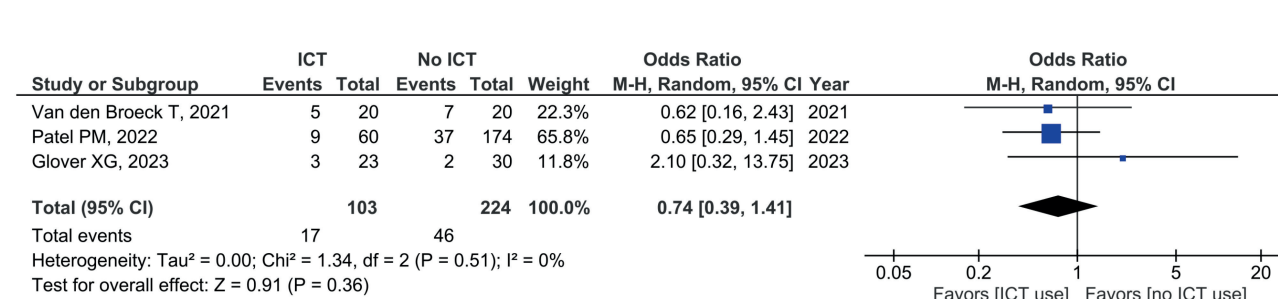 ICT No ICT Odds Ratio Odds Ratio
Study or Subgroup Events Total Events Total Weight M-H, Random, 95% CI Year M-H, Random, 95% CI
Van den Broeck T, 2021 5 20 7 20 22.3% 0.62 [0.16, 2.43] 2021
Patel PM, 2022 9 60 37 174 65.8% 0.65 [0.29, 1.45] 2022
Glover XG, 2023 3 23 2 30 11.8% 2.10 [0.32, 13.75] 2023
Total (95% CI) 103 224 100.0% 0.74 [0.39, 1.41]
Total events 17 46
Heterogeneity: Tau² = 0.00; Chi² = 1.34, df = 2 (P = 0.51); I² = 0%
Test for overall effect: Z = 0.91 (P = 0.36)
0.05 0.2 1 5 20
Favors [ICT use] Favors [no ICT use]